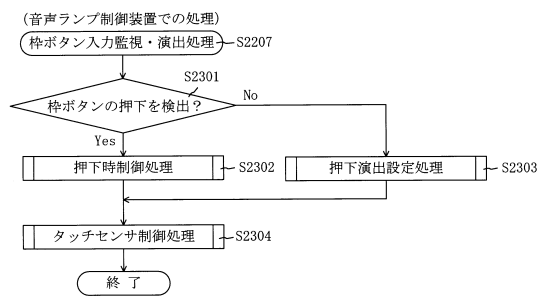 （音声ランプ制御装置での処理）
枠ボタン入力監視・演出処理 S2207
S2301
枠ボタンの押下を検出？ No
Yes
押下時制御処理 S2302
押下演出設定処理 S2303
タッチセンサ制御処理 S2304
終 了